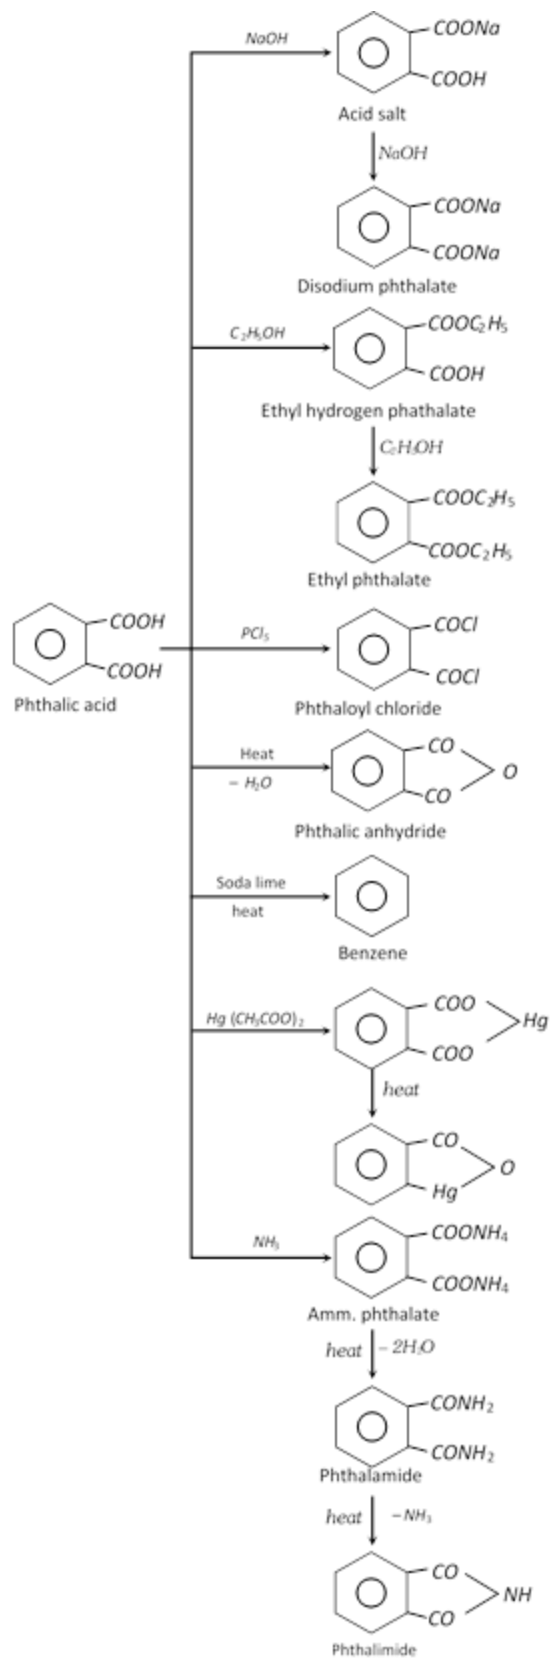 NaOH
COONa
COOH
Acid salt
NaOH
COONa
COONa
Disodium phthalate
C₂H₅OH
COOC₂H₅
COOH
Ethyl hydrogen phathalate
C₂H₅OH
COOC₂H₅
COOC₂H₅
Ethyl phthalate
COOH
COOH
Phthalic acid
PCl₅
COCl
COCl
Phthaloyl chloride
Heat
– H₂O
CO
CO
O
Phthalic anhydride
Soda lime
heat
Benzene
Hg (CH₃COO)₂
COO
COO
Hg
heat
CO
Hg
O
NH₃
COONH₄
COONH₄
Amm. phthalate
heat – 2H₂O
CONH₂
CONH₂
Phthalamide
heat – NH₃
CO
CO
NH
Phthalimide